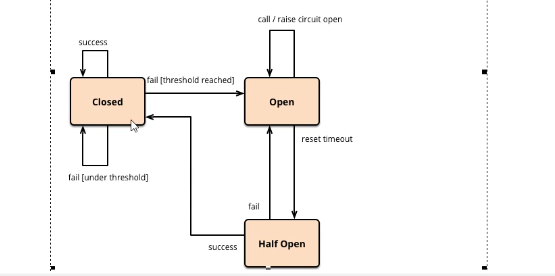 call / raise circuit open
success
fail [threshold reached]
Closed
Open
reset timeout
fail [under threshold]
fail
success
Half Open